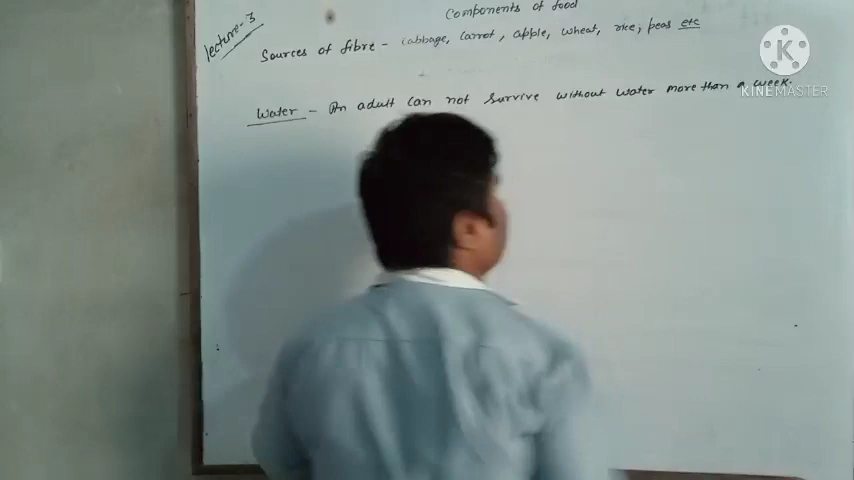 Lecture-3
Components of food
Sources of fibre - cabbage, carrot, apple, wheat, rice, peas etc
Water - An adult can not survive without water more than a week.
KINEMASTER